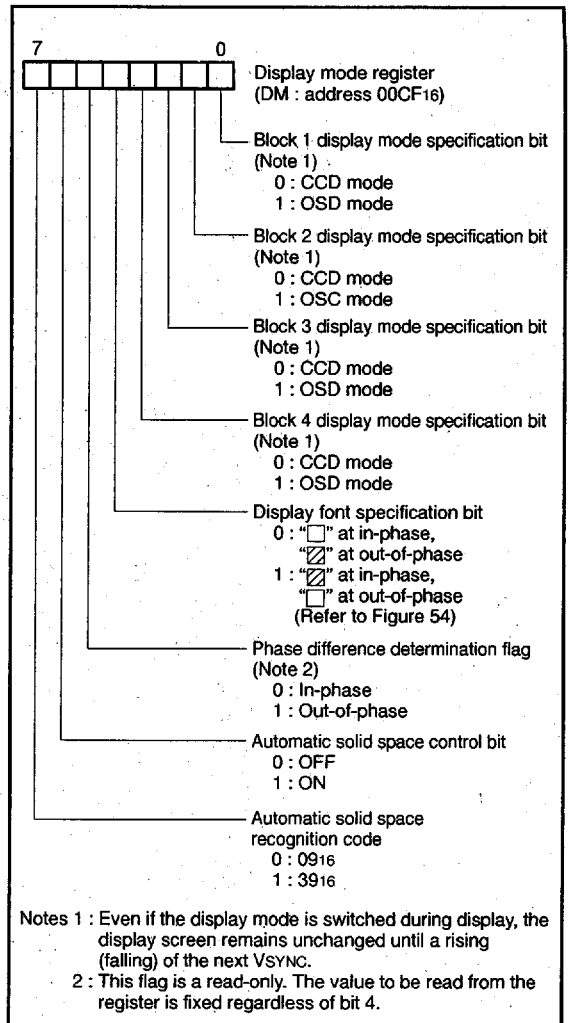 7 0
Display mode register
(DM : address 00CF16)
Block 1 display mode specification bit
(Note 1)
0 : CCD mode
1 : OSD mode
Block 2 display mode specification bit
(Note 1)
0 : CCD mode
1 : OSC mode
Block 3 display mode specification bit
(Note 1)
0 : CCD mode
1 : OSD mode
Block 4 display mode specification bit
(Note 1)
0 : CCD mode
1 : OSD mode
Display font specification bit
0 : “□” at in-phase,
“▨” at out-of-phase
1 : “▨” at in-phase,
“□” at out-of-phase
(Refer to Figure 54)
Phase difference determination flag
(Note 2)
0 : In-phase
1 : Out-of-phase
Automatic solid space control bit
0 : OFF
1 : ON
Automatic solid space
recognition code
0 : 0916
1 : 3916
Notes 1 : Even if the display mode is switched during display, the
display screen remains unchanged until a rising
(falling) of the next VSYNC.
2 : This flag is a read-only. The value to be read from the
register is fixed regardless of bit 4.